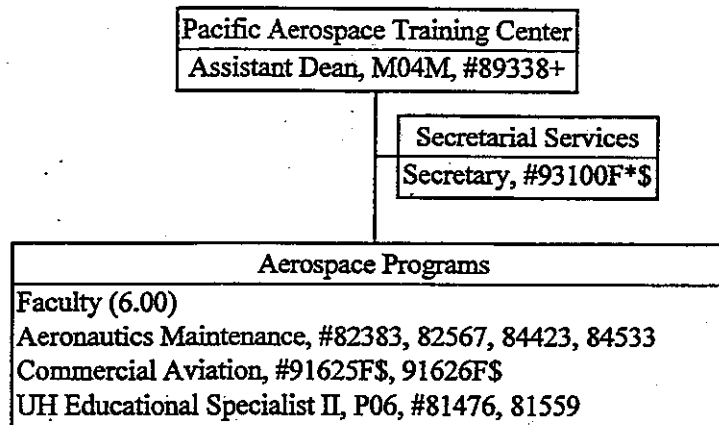 Pacific Aerospace Training Center
Assistant Dean, M04M, #89338+
Secretarial Services
Secretary, #93100F*$
Aerospace Programs
Faculty (6.00)
Aeronautics Maintenance, #82383, 82567, 84423, 84533
Commercial Aviation, #91625F$, 91626F$
UH Educational Specialist II, P06, #81476, 81559